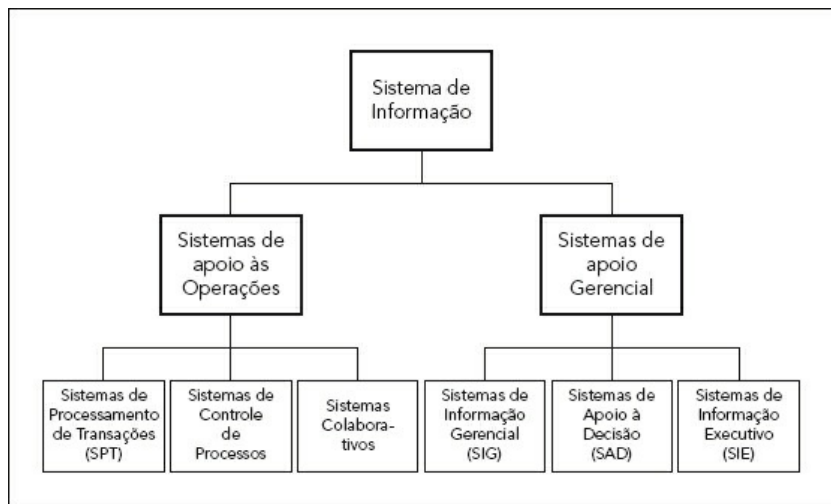 Sistema de
Informação
Sistemas de
apoio às
Operações
Sistemas de
apoio
Gerencial
Sistemas de
Processamento
de Transações
(SPT)
Sistemas de
Controle
de
Processos
Sistemas
Colabora-
tivos
Sistemas de
Informação
Gerencial
(SIG)
Sistemas de
Apoio à
Decisão
(SAD)
Sistemas de
Informação
Executivo
(SIE)